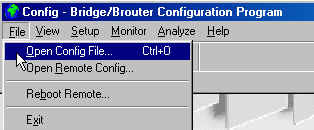 Config - Bridge/Brouter Configuration Program
File View Setup Monitor Analyze Help
Open Config File... Ctrl+O
Open Remote Config...
Reboot Remote...
Exit